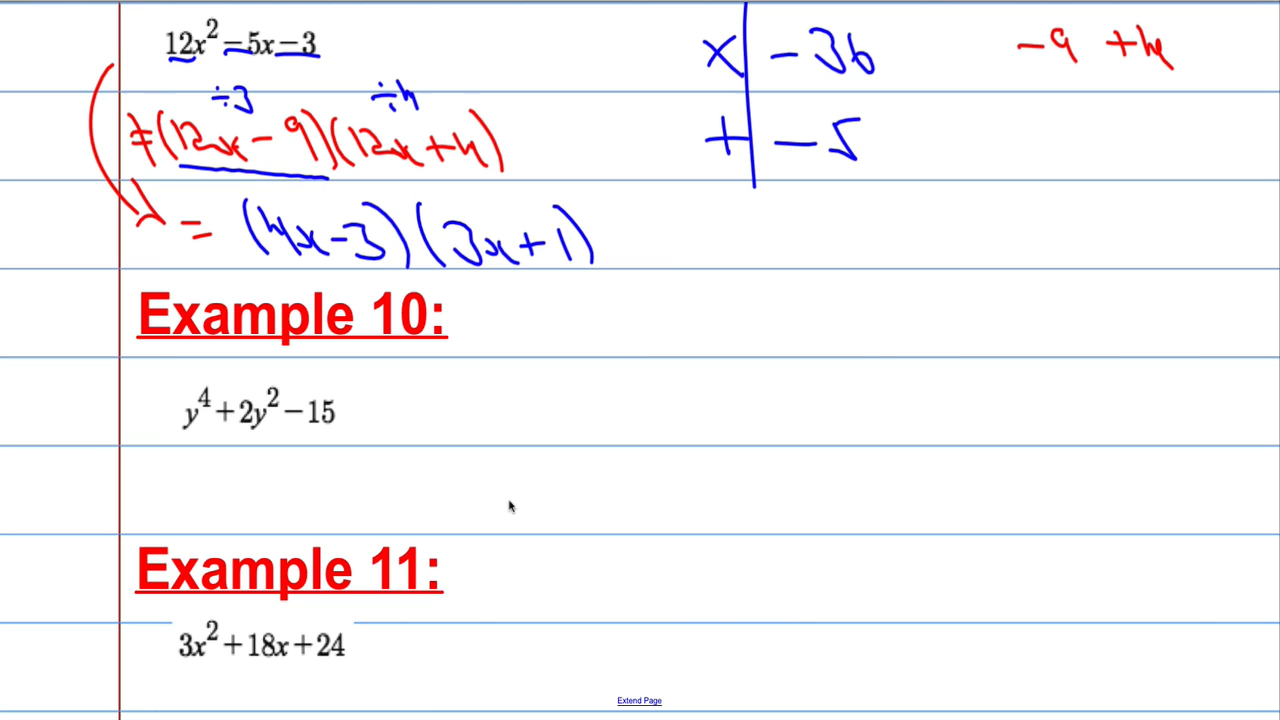 12x² − 5x − 3
× − 36
−9 +4
÷3 ÷4
≠ (12x − 9)(12x + 4)
+ − 5
= (4x − 3)(3x + 1)
Example 10:
y⁴ + 2y² − 15
Example 11:
3x² + 18x + 24
Extend Page